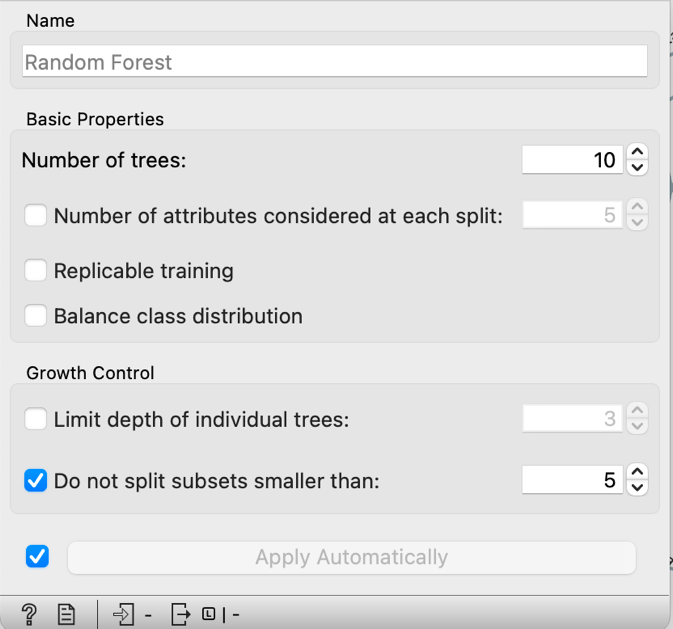 Name
Random Forest
Basic Properties
Number of trees: 10
Number of attributes considered at each split: 5
Replicable training
Balance class distribution
Growth Control
Limit depth of individual trees: 3
Do not split subsets smaller than: 5
Apply Automatically
? - L | -